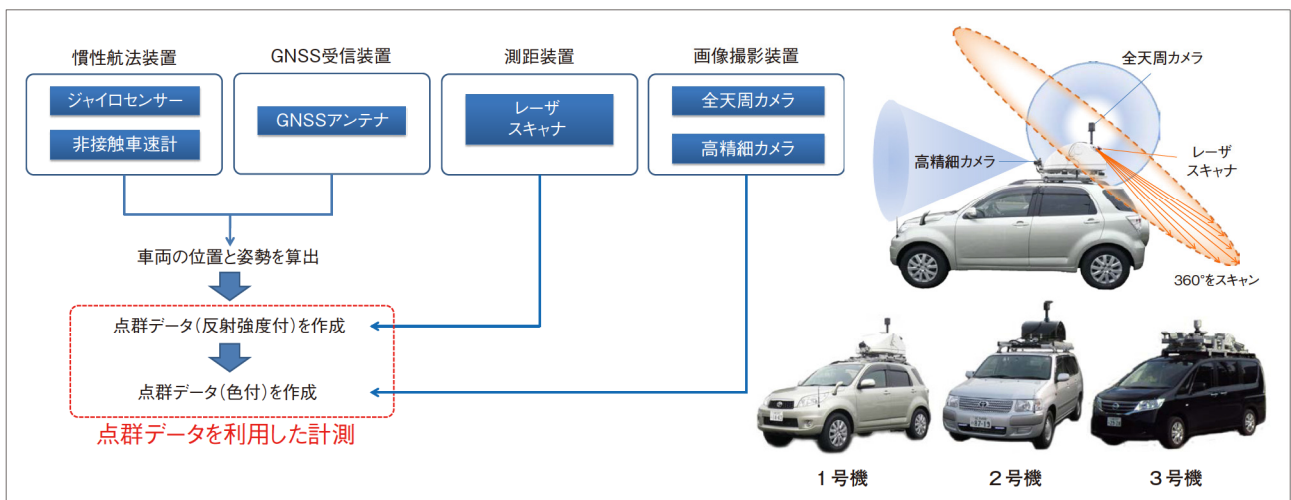 慣性航法装置
GNSS受信装置
測距装置
画像撮影装置
ジャイロセンサー
非接触車速計
GNSSアンテナ
レーザ
スキャナ
全天周カメラ
高精細カメラ
車両の位置と姿勢を算出
点群データ(反射強度付)を作成
点群データ(色付)を作成
点群データを利用した計測
全天周カメラ
高精細カメラ
レーザ
スキャナ
360°をスキャン
1号機
2号機
3号機